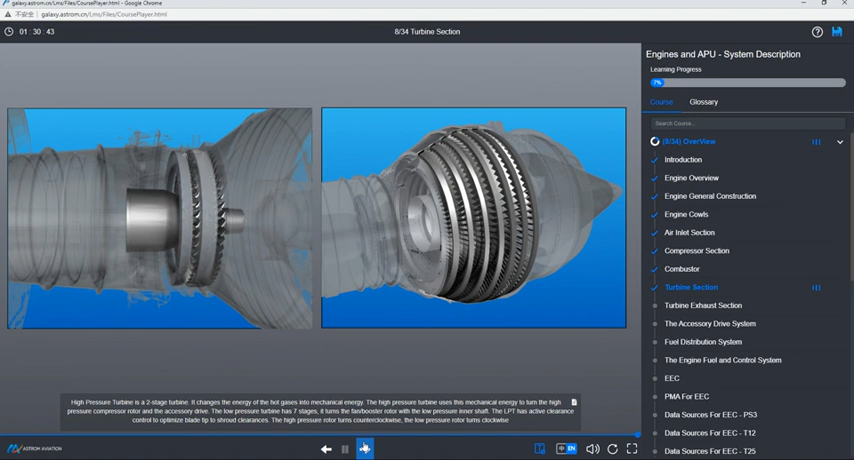 galaxy.astrom.cn/Lms/Files/CoursePlayer.html - Google Chrome
不安全 | galaxy.astrom.cn/Lms/Files/CoursePlayer.html
01 : 30 : 43
8/34 Turbine Section
Engines and APU - System Description
Learning Progress
7%
Course
Glossary
Search Course...
(8/34) OverView
Introduction
Engine Overview
Engine General Construction
Engine Cowls
Air Inlet Section
Compressor Section
Combustor
Turbine Section
Turbine Exhaust Section
The Accessory Drive System
Fuel Distribution System
The Engine Fuel and Control System
EEC
PMA For EEC
Data Sources For EEC - PS3
Data Sources For EEC - T12
Data Sources For EEC - T25
High Pressure Turbine is a 2-stage turbine. It changes the energy of the hot gases into mechanical energy. The high pressure turbine uses this mechanical energy to turn the high
pressure compressor rotor and the accessory drive. The low pressure turbine has 7 stages, it turns the fan/booster rotor with the low pressure inner shaft. The LPT has active clearance
control to optimize blade tip to shroud clearances. The high pressure rotor turns counterclockwise, the low pressure rotor turns clockwise
ASTROM AVIATION
中 EN